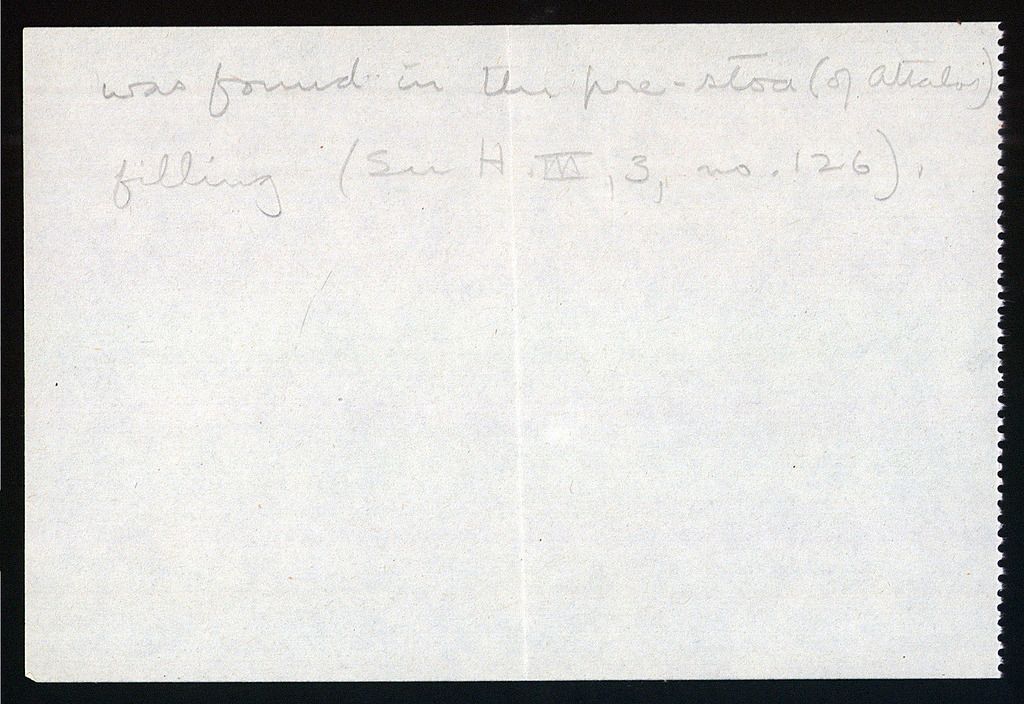 was found in the pre-stoa (of Attalos)
filling (See H. III, 3, no. 126).